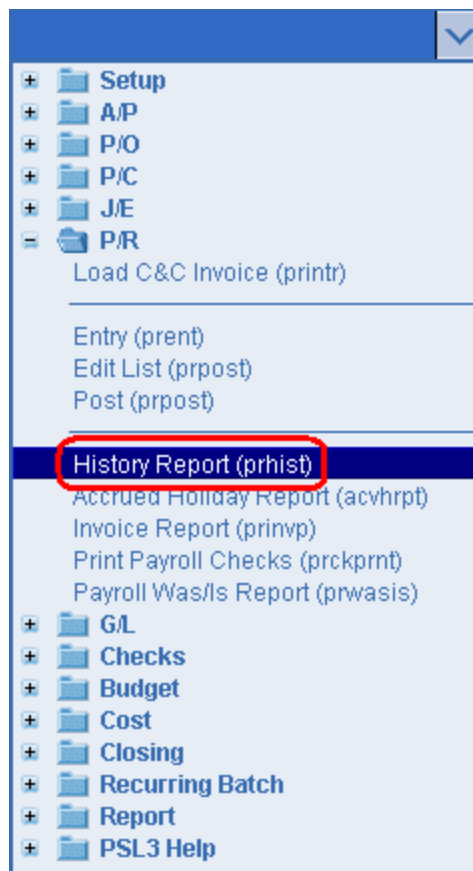 Setup
A/P
P/O
P/C
J/E
P/R
Load C&C Invoice (printr)
Entry (prent)
Edit List (prpost)
Post (prpost)
History Report (prhist)
Accrued Holiday Report (acvhrpt)
Invoice Report (prinvp)
Print Payroll Checks (prckprnt)
Payroll Was/Is Report (prwasis)
G/L
Checks
Budget
Cost
Closing
Recurring Batch
Report
PSL3 Help